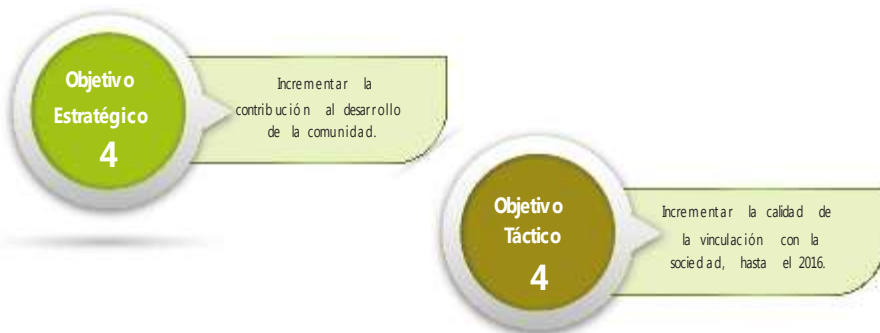 Objetivo
Estratégico
4
Incrementar la
contribución al desarrollo
de la comunidad.
Objetivo
Táctico
4
Incrementar la calidad de
la vinculación con la
sociedad, hasta el 2016.